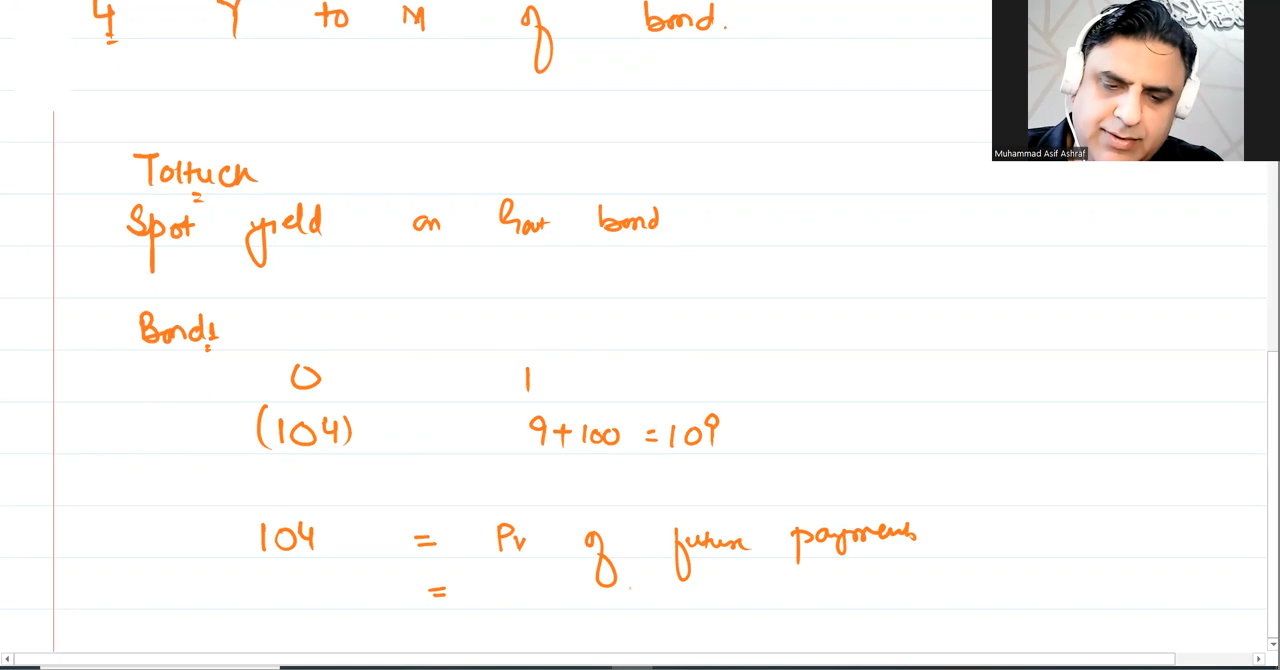 4 Y to M of bond.
Muhammad Asif Ashraf
Toltuck
Spot yield on Govt bond
Bond 1
0 1
(104) 9+100 = 109
104 = Pv of future payments
=